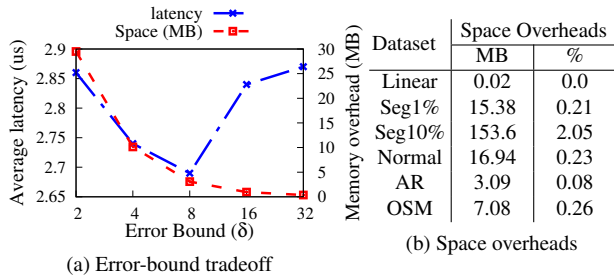 latency
Space (MB)
2.9
2.85
2.8
2.75
2.7
2.65
Average latency (us)
30
25
20
15
10
5
0
Memory overhead (MB)
2 4 8 16 32
Error Bound (δ)
(a) Error-bound tradeoff
Dataset Space Overheads
MB %
Linear 0.02 0.0
Seg1% 15.38 0.21
Seg10% 153.6 2.05
Normal 16.94 0.23
AR 3.09 0.08
OSM 7.08 0.26
(b) Space overheads